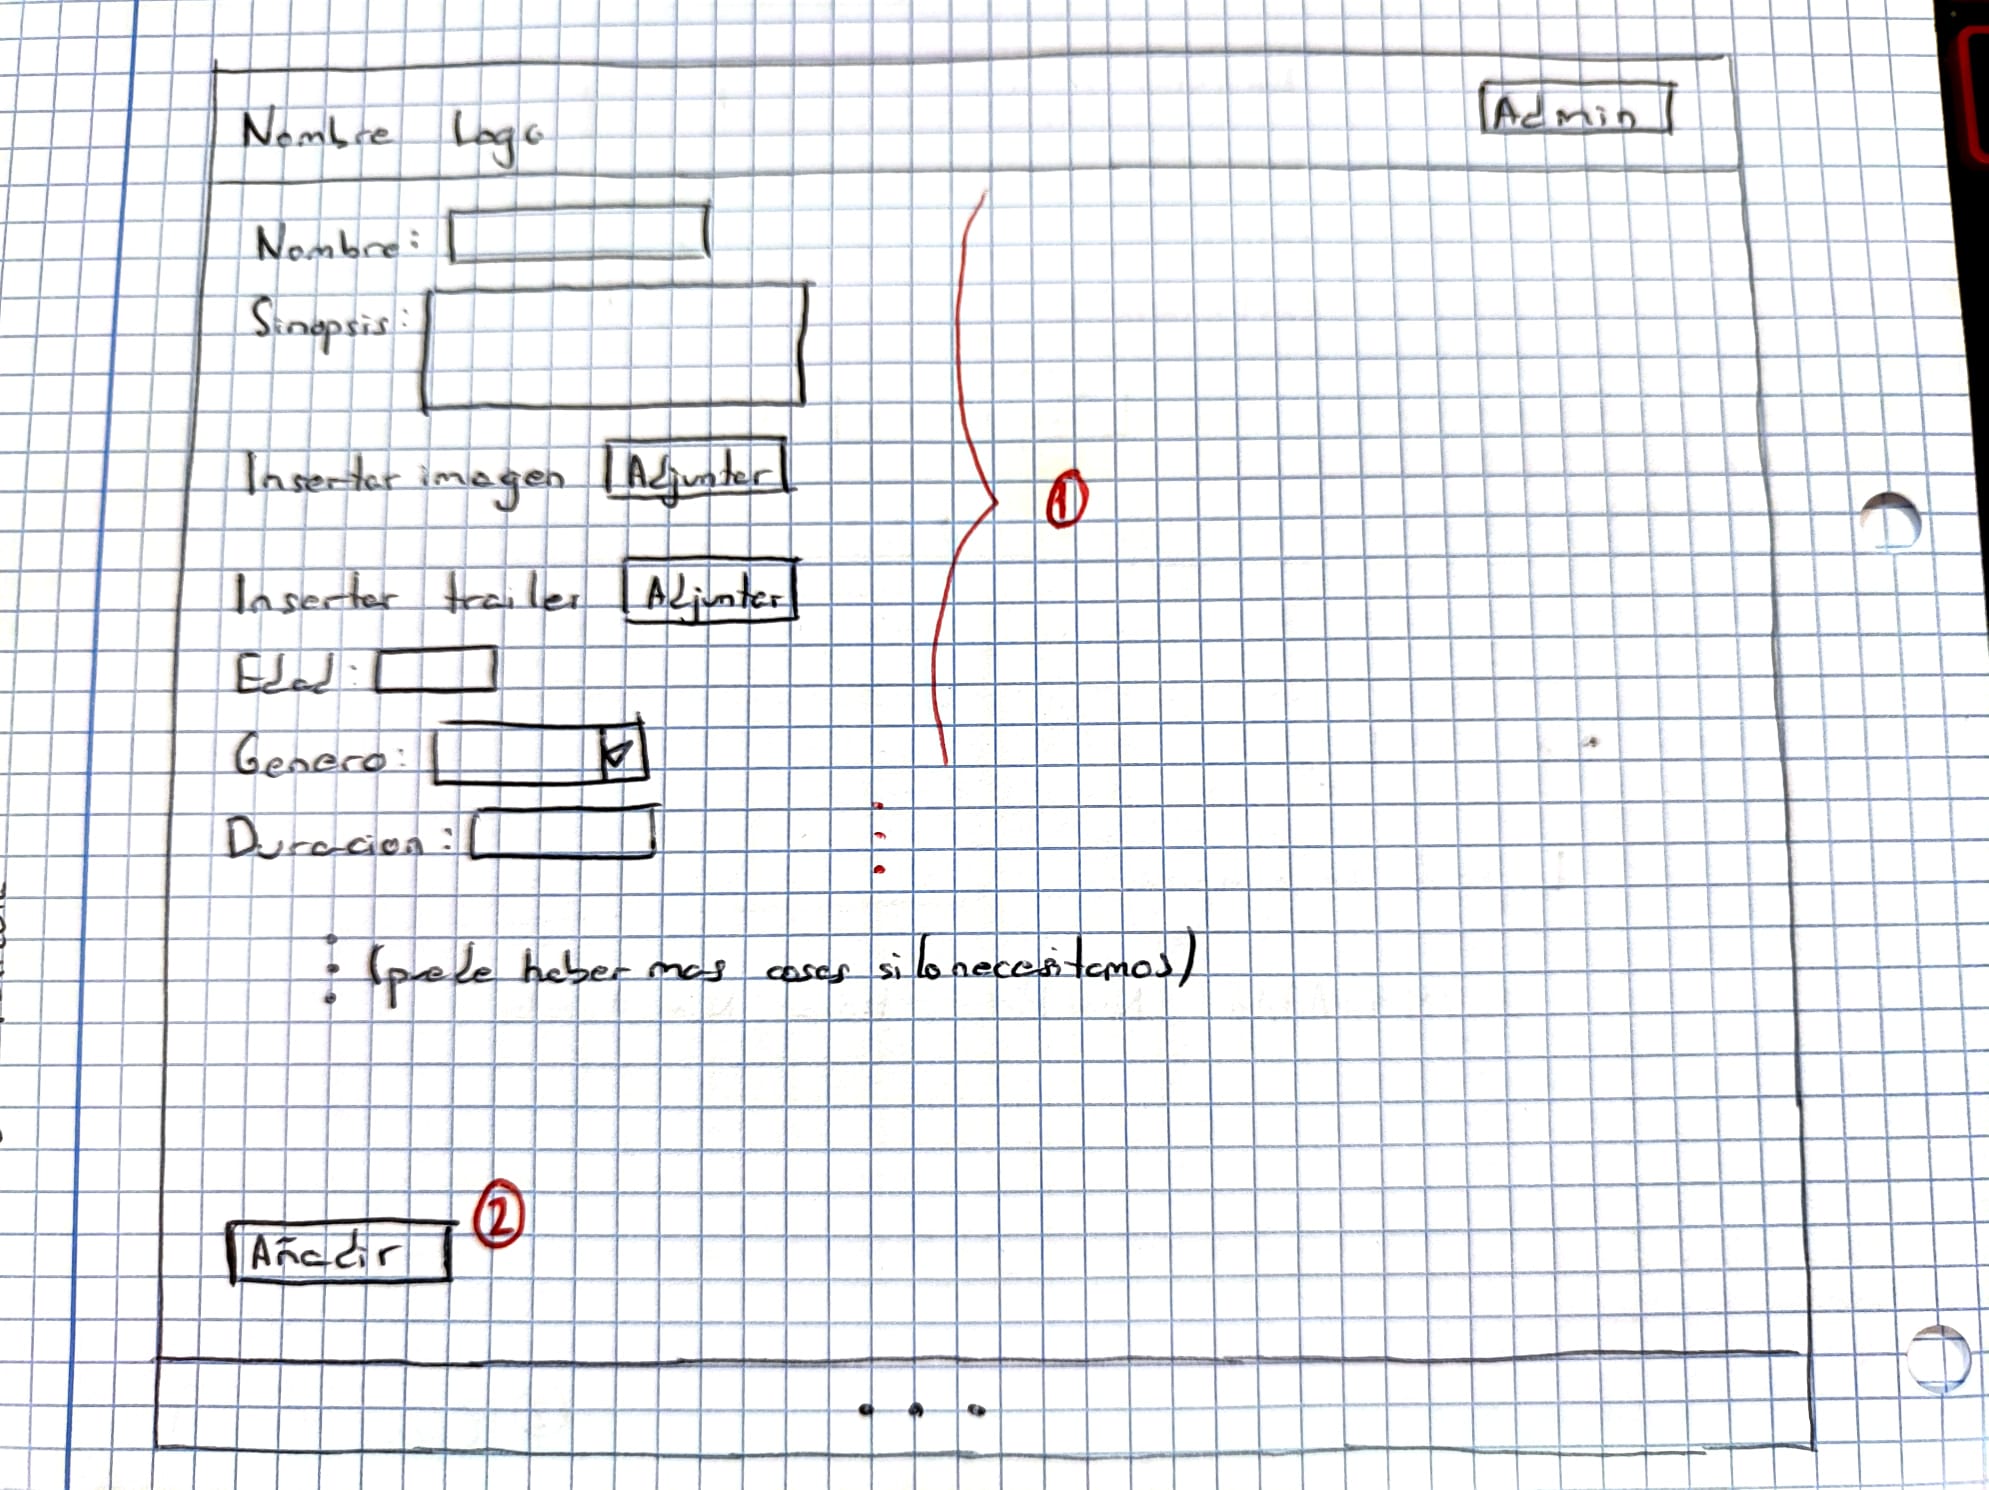 Nombre Logo
Admin
Nombre:
Sinopsis:
Insertar imagen Adjuntar
①
Insertar trailer Adjuntar
Edad:
Genero:
Duracion:
(puede haber mas cosas si lo necesitamos)
②
Añadir